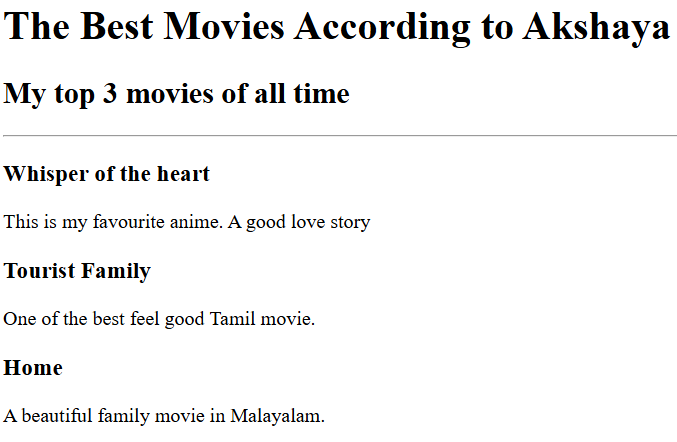 The Best Movies According to Akshaya
My top 3 movies of all time
Whisper of the heart
This is my favourite anime. A good love story
Tourist Family
One of the best feel good Tamil movie.
Home
A beautiful family movie in Malayalam.